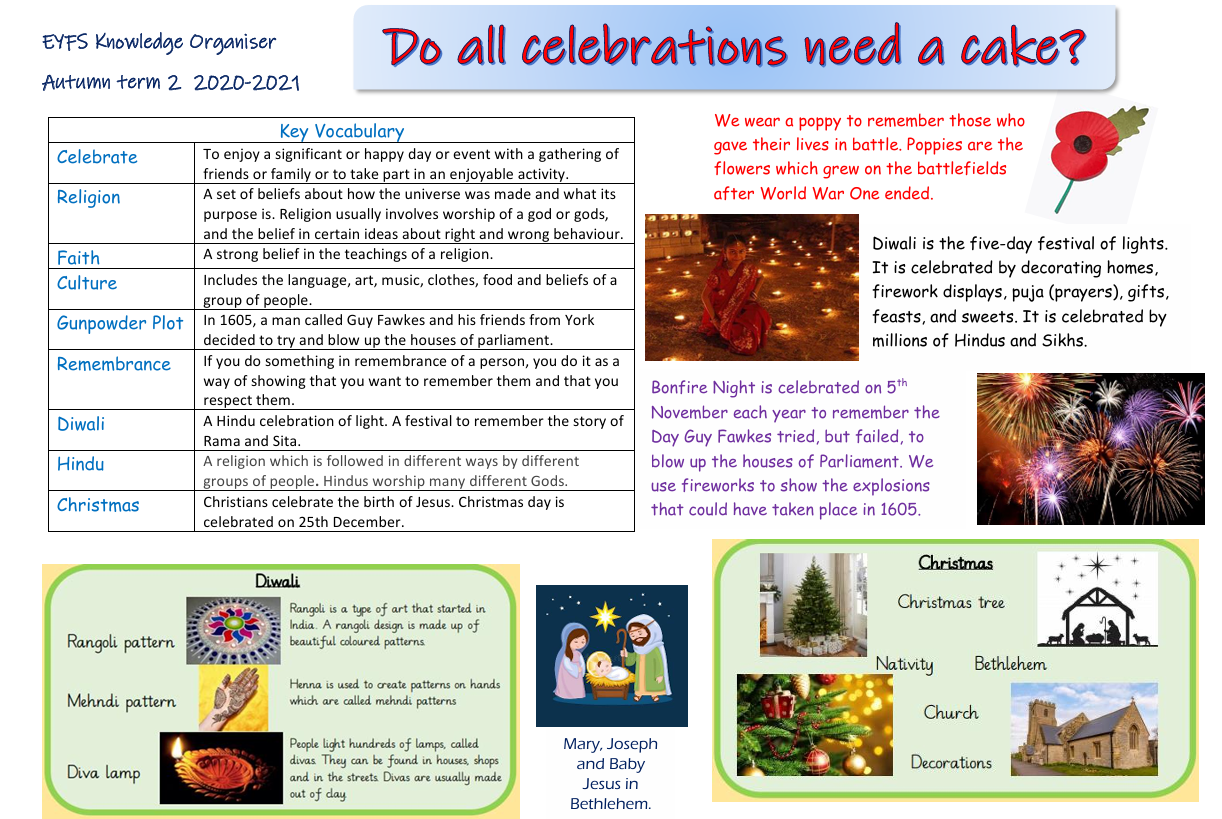 EYFS Knowledge Organiser
Autumn term 2 2020-2021
Do all celebrations need a cake?
Key Vocabulary
Celebrate
To enjoy a significant or happy day or event with a gathering of
friends or family or to take part in an enjoyable activity.
Religion
A set of beliefs about how the universe was made and what its
purpose is. Religion usually involves worship of a god or gods,
and the belief in certain ideas about right and wrong behaviour.
Faith
A strong belief in the teachings of a religion.
Culture
Includes the language, art, music, clothes, food and beliefs of a
group of people.
Gunpowder Plot
In 1605, a man called Guy Fawkes and his friends from York
decided to try and blow up the houses of parliament.
Remembrance
If you do something in remembrance of a person, you do it as a
way of showing that you want to remember them and that you
respect them.
Diwali
A Hindu celebration of light. A festival to remember the story of
Rama and Sita.
Hindu
A religion which is followed in different ways by different
groups of people. Hindus worship many different Gods.
Christmas
Christians celebrate the birth of Jesus. Christmas day is
celebrated on 25th December.
We wear a poppy to remember those who
gave their lives in battle. Poppies are the
flowers which grew on the battlefields
after World War One ended.
Diwali is the five-day festival of lights.
It is celebrated by decorating homes,
firework displays, puja (prayers), gifts,
feasts, and sweets. It is celebrated by
millions of Hindus and Sikhs.
Bonfire Night is celebrated on 5th
November each year to remember the
Day Guy Fawkes tried, but failed, to
blow up the houses of Parliament. We
use fireworks to show the explosions
that could have taken place in 1605.
Diwali
Rangoli pattern
Rangoli is a type of art that started in
India. A rangoli design is made up of
beautiful coloured patterns.
Mehndi pattern
Henna is used to create patterns on hands
which are called mehndi patterns
Diva lamp
People light hundreds of lamps, called
divas. They can be found in houses, shops
and in the streets. Divas are usually made
out of clay.
Mary, Joseph
and Baby
Jesus in
Bethlehem.
Christmas
Christmas tree
Nativity Bethlehem
Church
Decorations